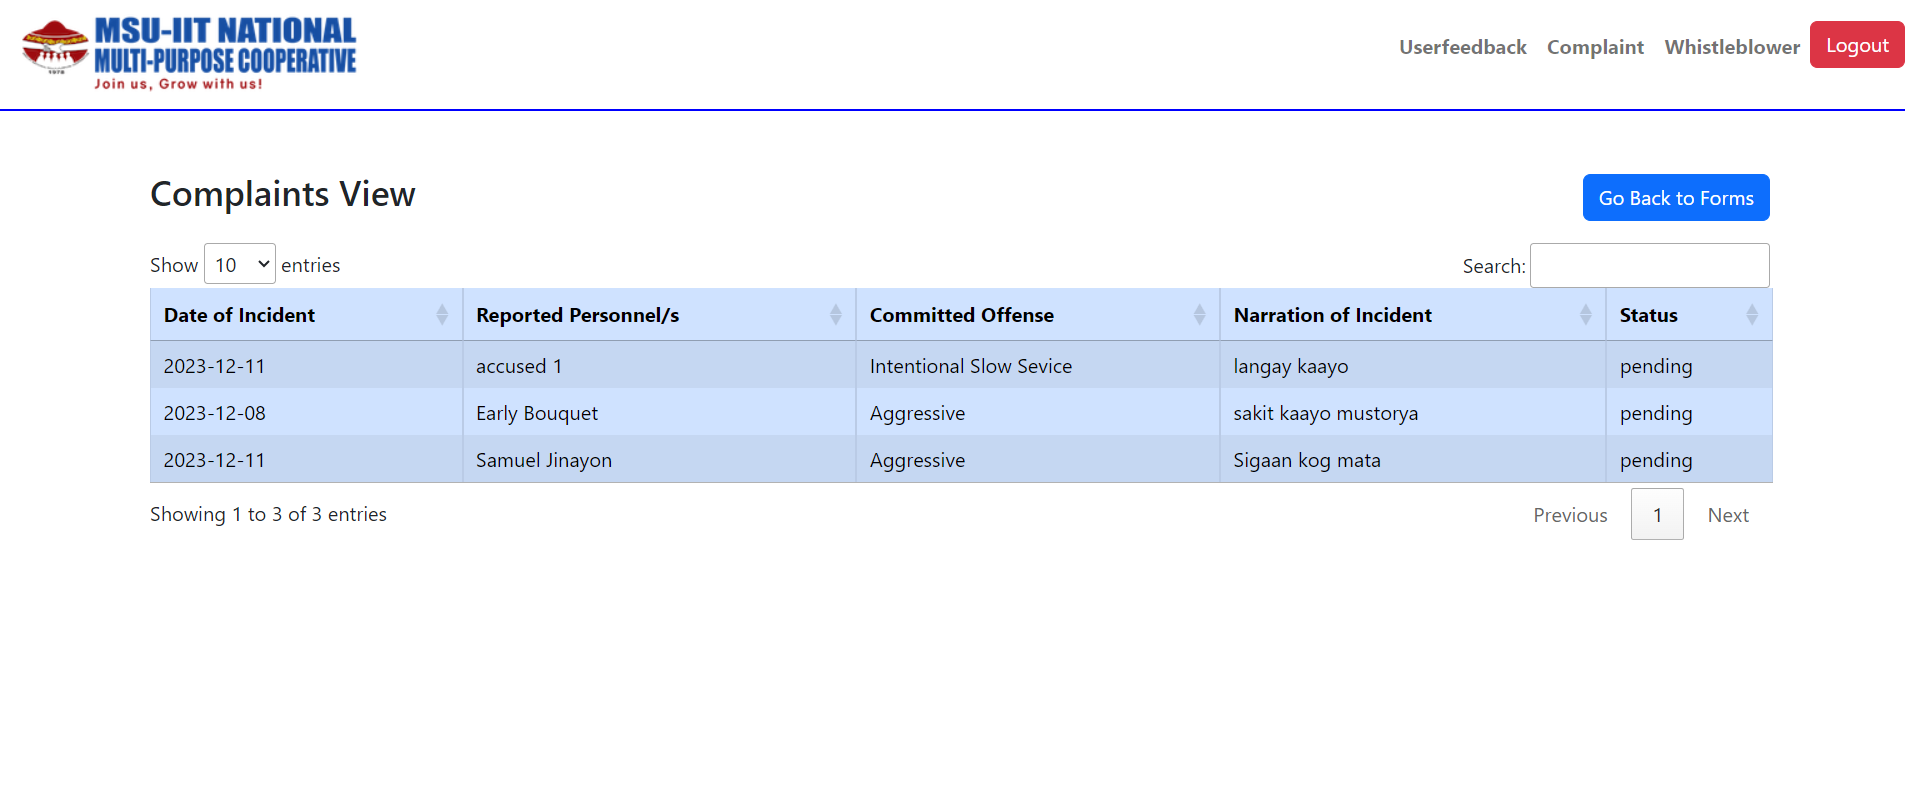 MSU-IIT NATIONAL
MULTI-PURPOSE COOPERATIVE
Join us, Grow with us!
1978
Userfeedback Complaint Whistleblower Logout
Complaints View
Go Back to Forms
Show 10 entries
Search:
Date of Incident Reported Personnel/s Committed Offense Narration of Incident Status
2023-12-11 accused 1 Intentional Slow Sevice langay kaayo pending
2023-12-08 Early Bouquet Aggressive sakit kaayo mustorya pending
2023-12-11 Samuel Jinayon Aggressive Sigaan kog mata pending
Showing 1 to 3 of 3 entries
Previous 1 Next